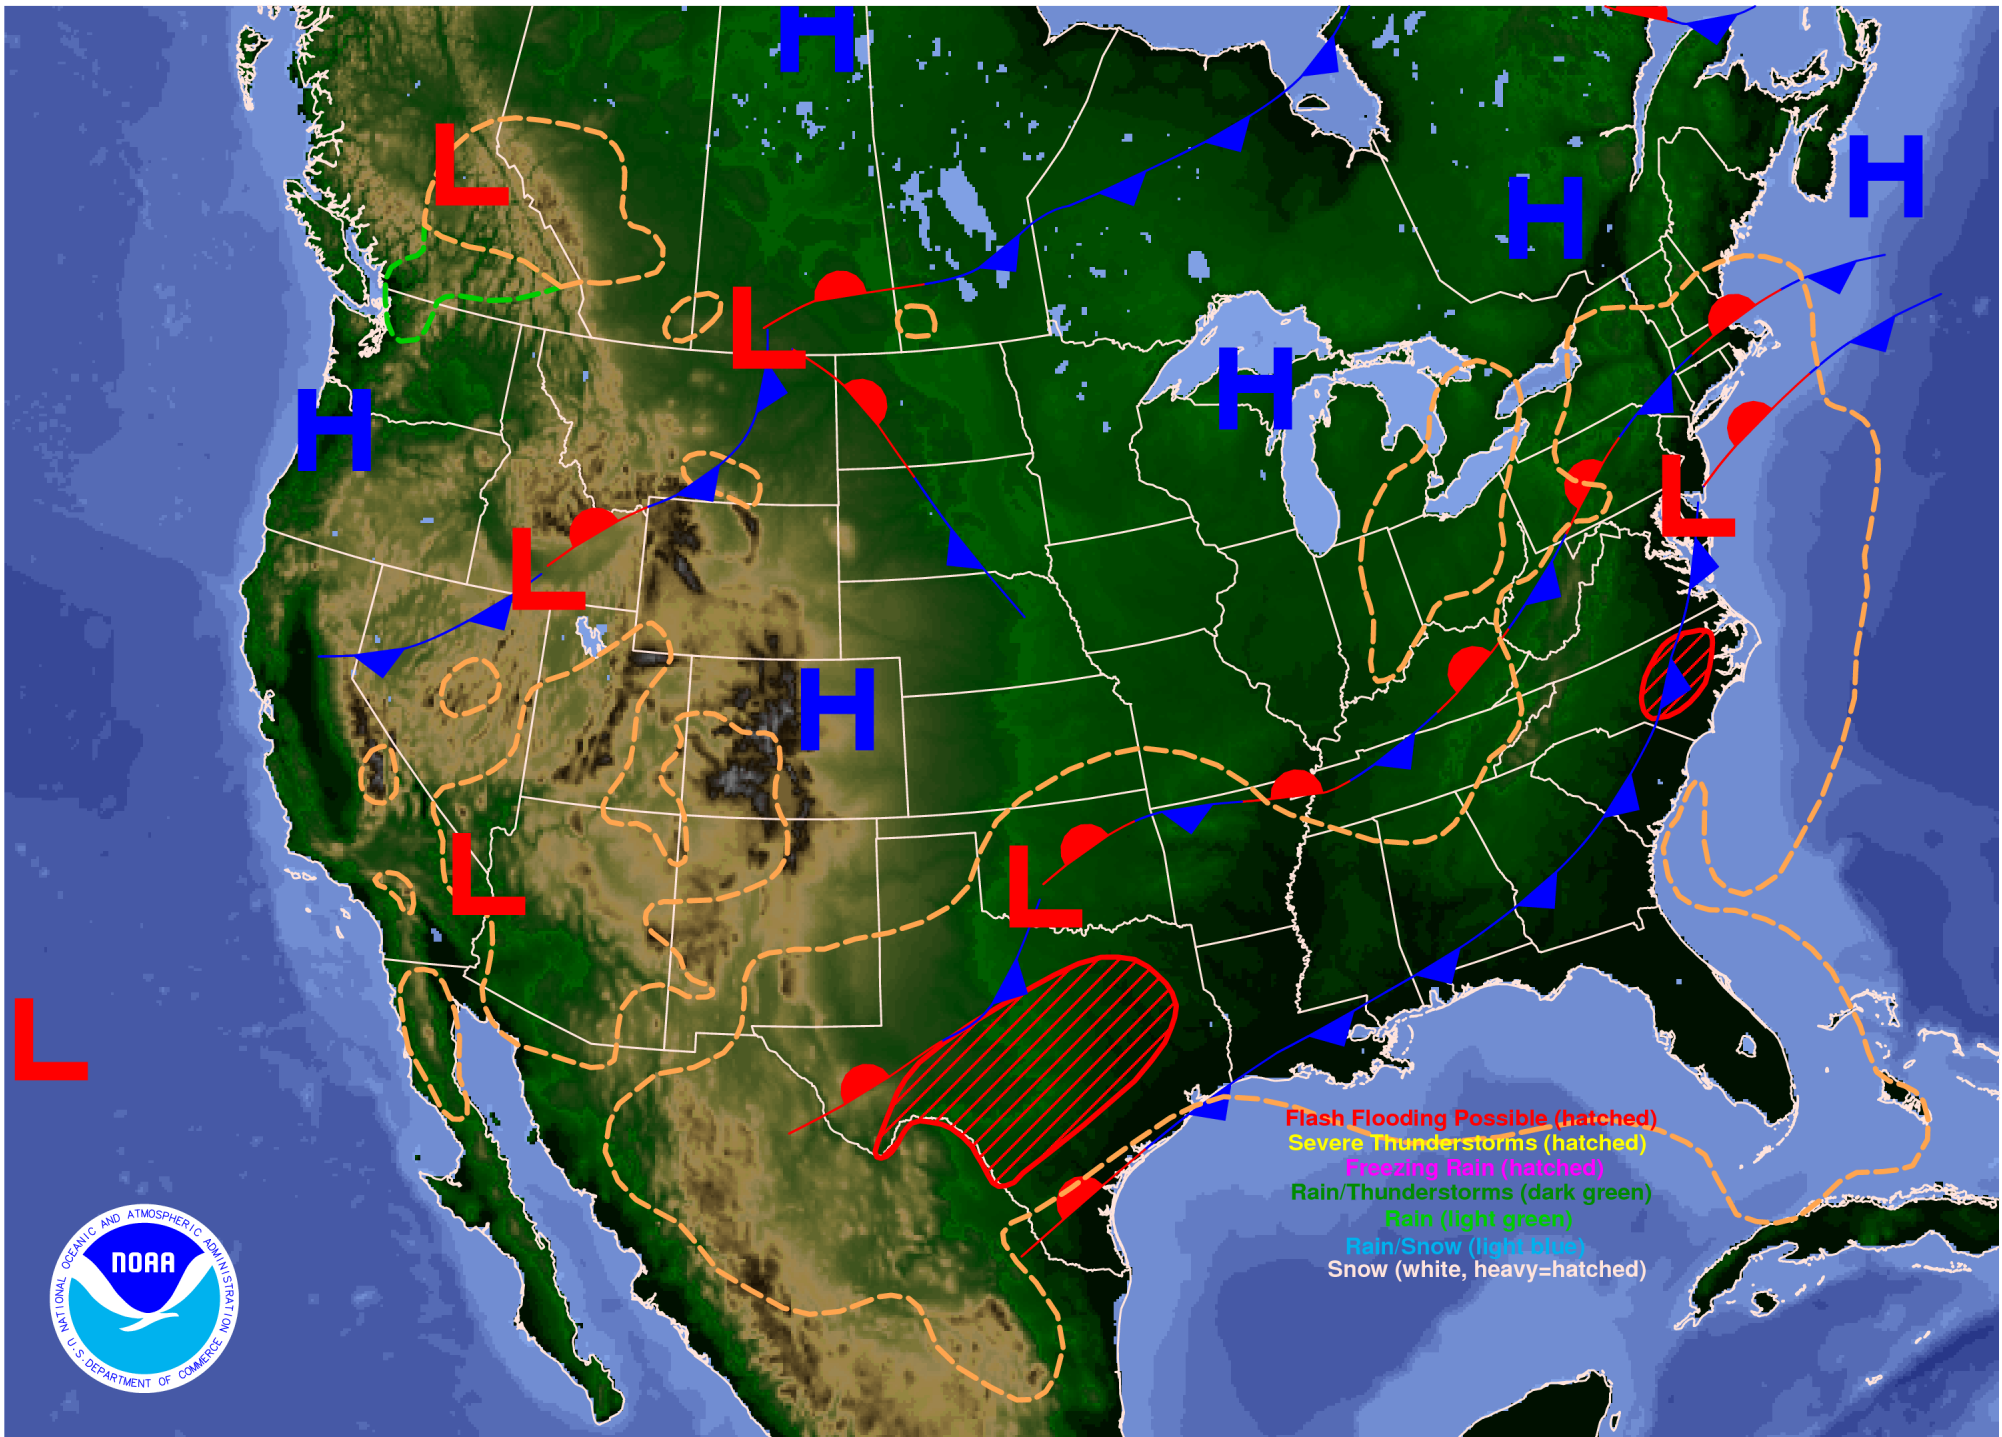 H
L
H
H
L
H
H
L
L
H
L
L
L
Flash Flooding Possible (hatched)
Severe Thunderstorms (hatched)
Freezing Rain (hatched)
Rain/Thunderstorms (dark green)
Rain (light green)
Rain/Snow (light blue)
Snow (white, heavy=hatched)
NATIONAL OCEANIC AND ATMOSPHERIC ADMINISTRATION
NOAA
U.S. DEPARTMENT OF COMMERCE